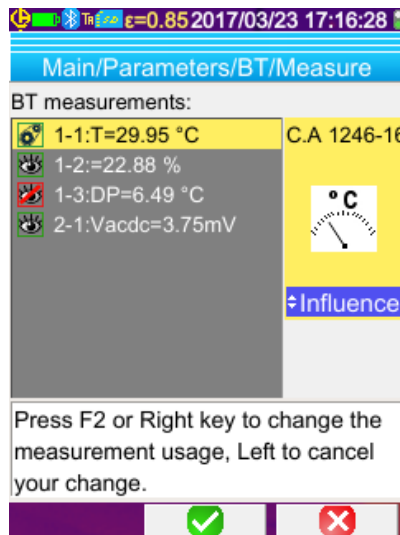 ε=0.85 2017/03/23 17:16:28
Main/Parameters/BT/Measure
BT measurements:
1-1:T=29.95 °C
1-2:=22.88 %
1-3:DP=6.49 °C
2-1:Vacdc=3.75mV
C.A 1246-16
°C
Influence
Press F2 or Right key to change the
measurement usage, Left to cancel
your change.